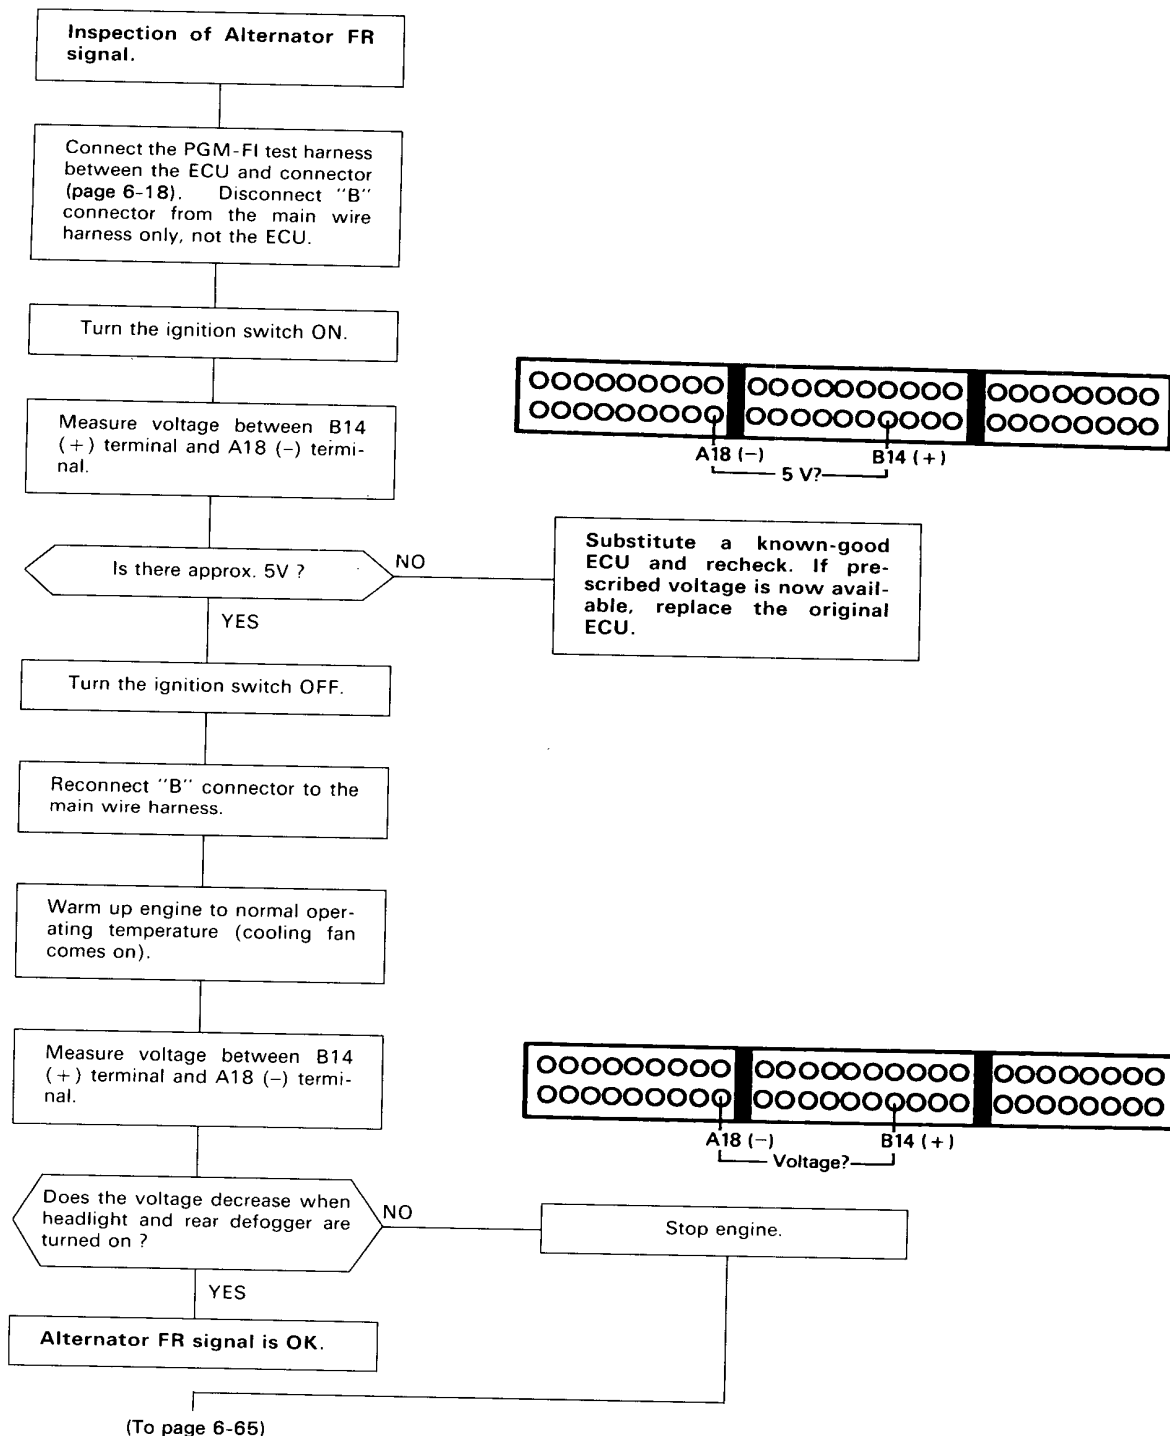 Inspection of Alternator FR
signal.
Connect the PGM-FI test harness
between the ECU and connector
(page 6-18). Disconnect "B"
connector from the main wire
harness only, not the ECU.
Turn the ignition switch ON.
Measure voltage between B14
(+) terminal and A18 (–) termi-
nal.
A18 (–)
B14 (+)
5 V?
Is there approx. 5V ?
NO
Substitute a known-good
ECU and recheck. If pre-
scribed voltage is now avail-
able, replace the original
ECU.
YES
Turn the ignition switch OFF.
Reconnect "B" connector to the
main wire harness.
Warm up engine to normal oper-
ating temperature (cooling fan
comes on).
Measure voltage between B14
(+) terminal and A18 (–) termi-
nal.
A18 (–)
B14 (+)
Voltage?
Does the voltage decrease when
headlight and rear defogger are
turned on ?
NO
Stop engine.
YES
Alternator FR signal is OK.
(To page 6-65)